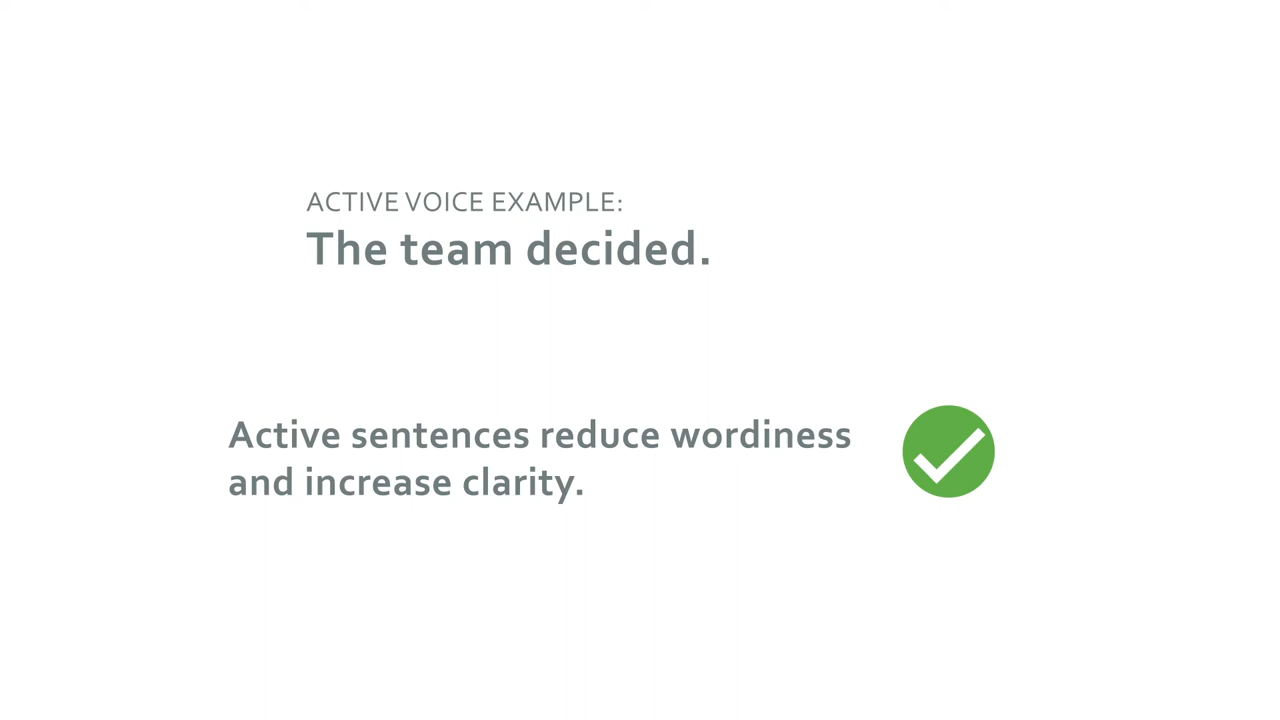 ACTIVE VOICE EXAMPLE:
The team decided.
Active sentences reduce wordiness
and increase clarity.